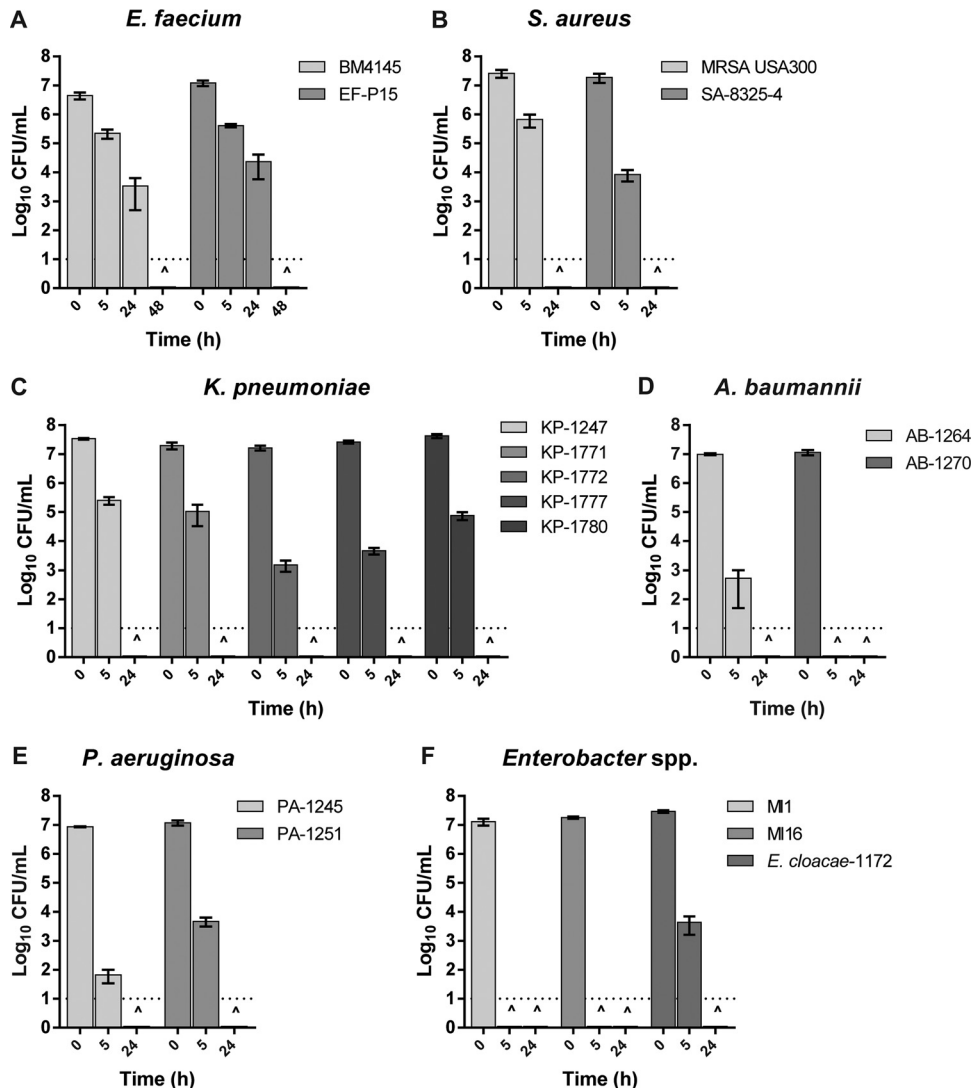 A E. faecium
BM4145
EF-P15
Log10 CFU/mL
8
7
6
5
4
3
2
1
0
^ ^
0 5 24 48 0 5 24 48
Time (h)
B S. aureus
MRSA USA300
SA-8325-4
Log10 CFU/mL
8
7
6
5
4
3
2
1
0
^ ^
0 5 24 0 5 24
Time (h)
C K. pneumoniae
KP-1247
KP-1771
KP-1772
KP-1777
KP-1780
Log10 CFU/mL
8
7
6
5
4
3
2
1
0
^ ^ ^ ^ ^
0 5 24 0 5 24 0 5 24 0 5 24 0 5 24
Time (h)
D A. baumannii
AB-1264
AB-1270
Log10 CFU/mL
8
7
6
5
4
3
2
1
0
^ ^ ^
0 5 24 0 5 24
Time (h)
E P. aeruginosa
PA-1245
PA-1251
Log10 CFU/mL
8
7
6
5
4
3
2
1
0
^ ^
0 5 24 0 5 24
Time (h)
F Enterobacter spp.
MI1
MI16
E. cloacae-1172
Log10 CFU/mL
8
7
6
5
4
3
2
1
0
^ ^ ^ ^ ^
0 5 24 0 5 24 0 5 24
Time (h)